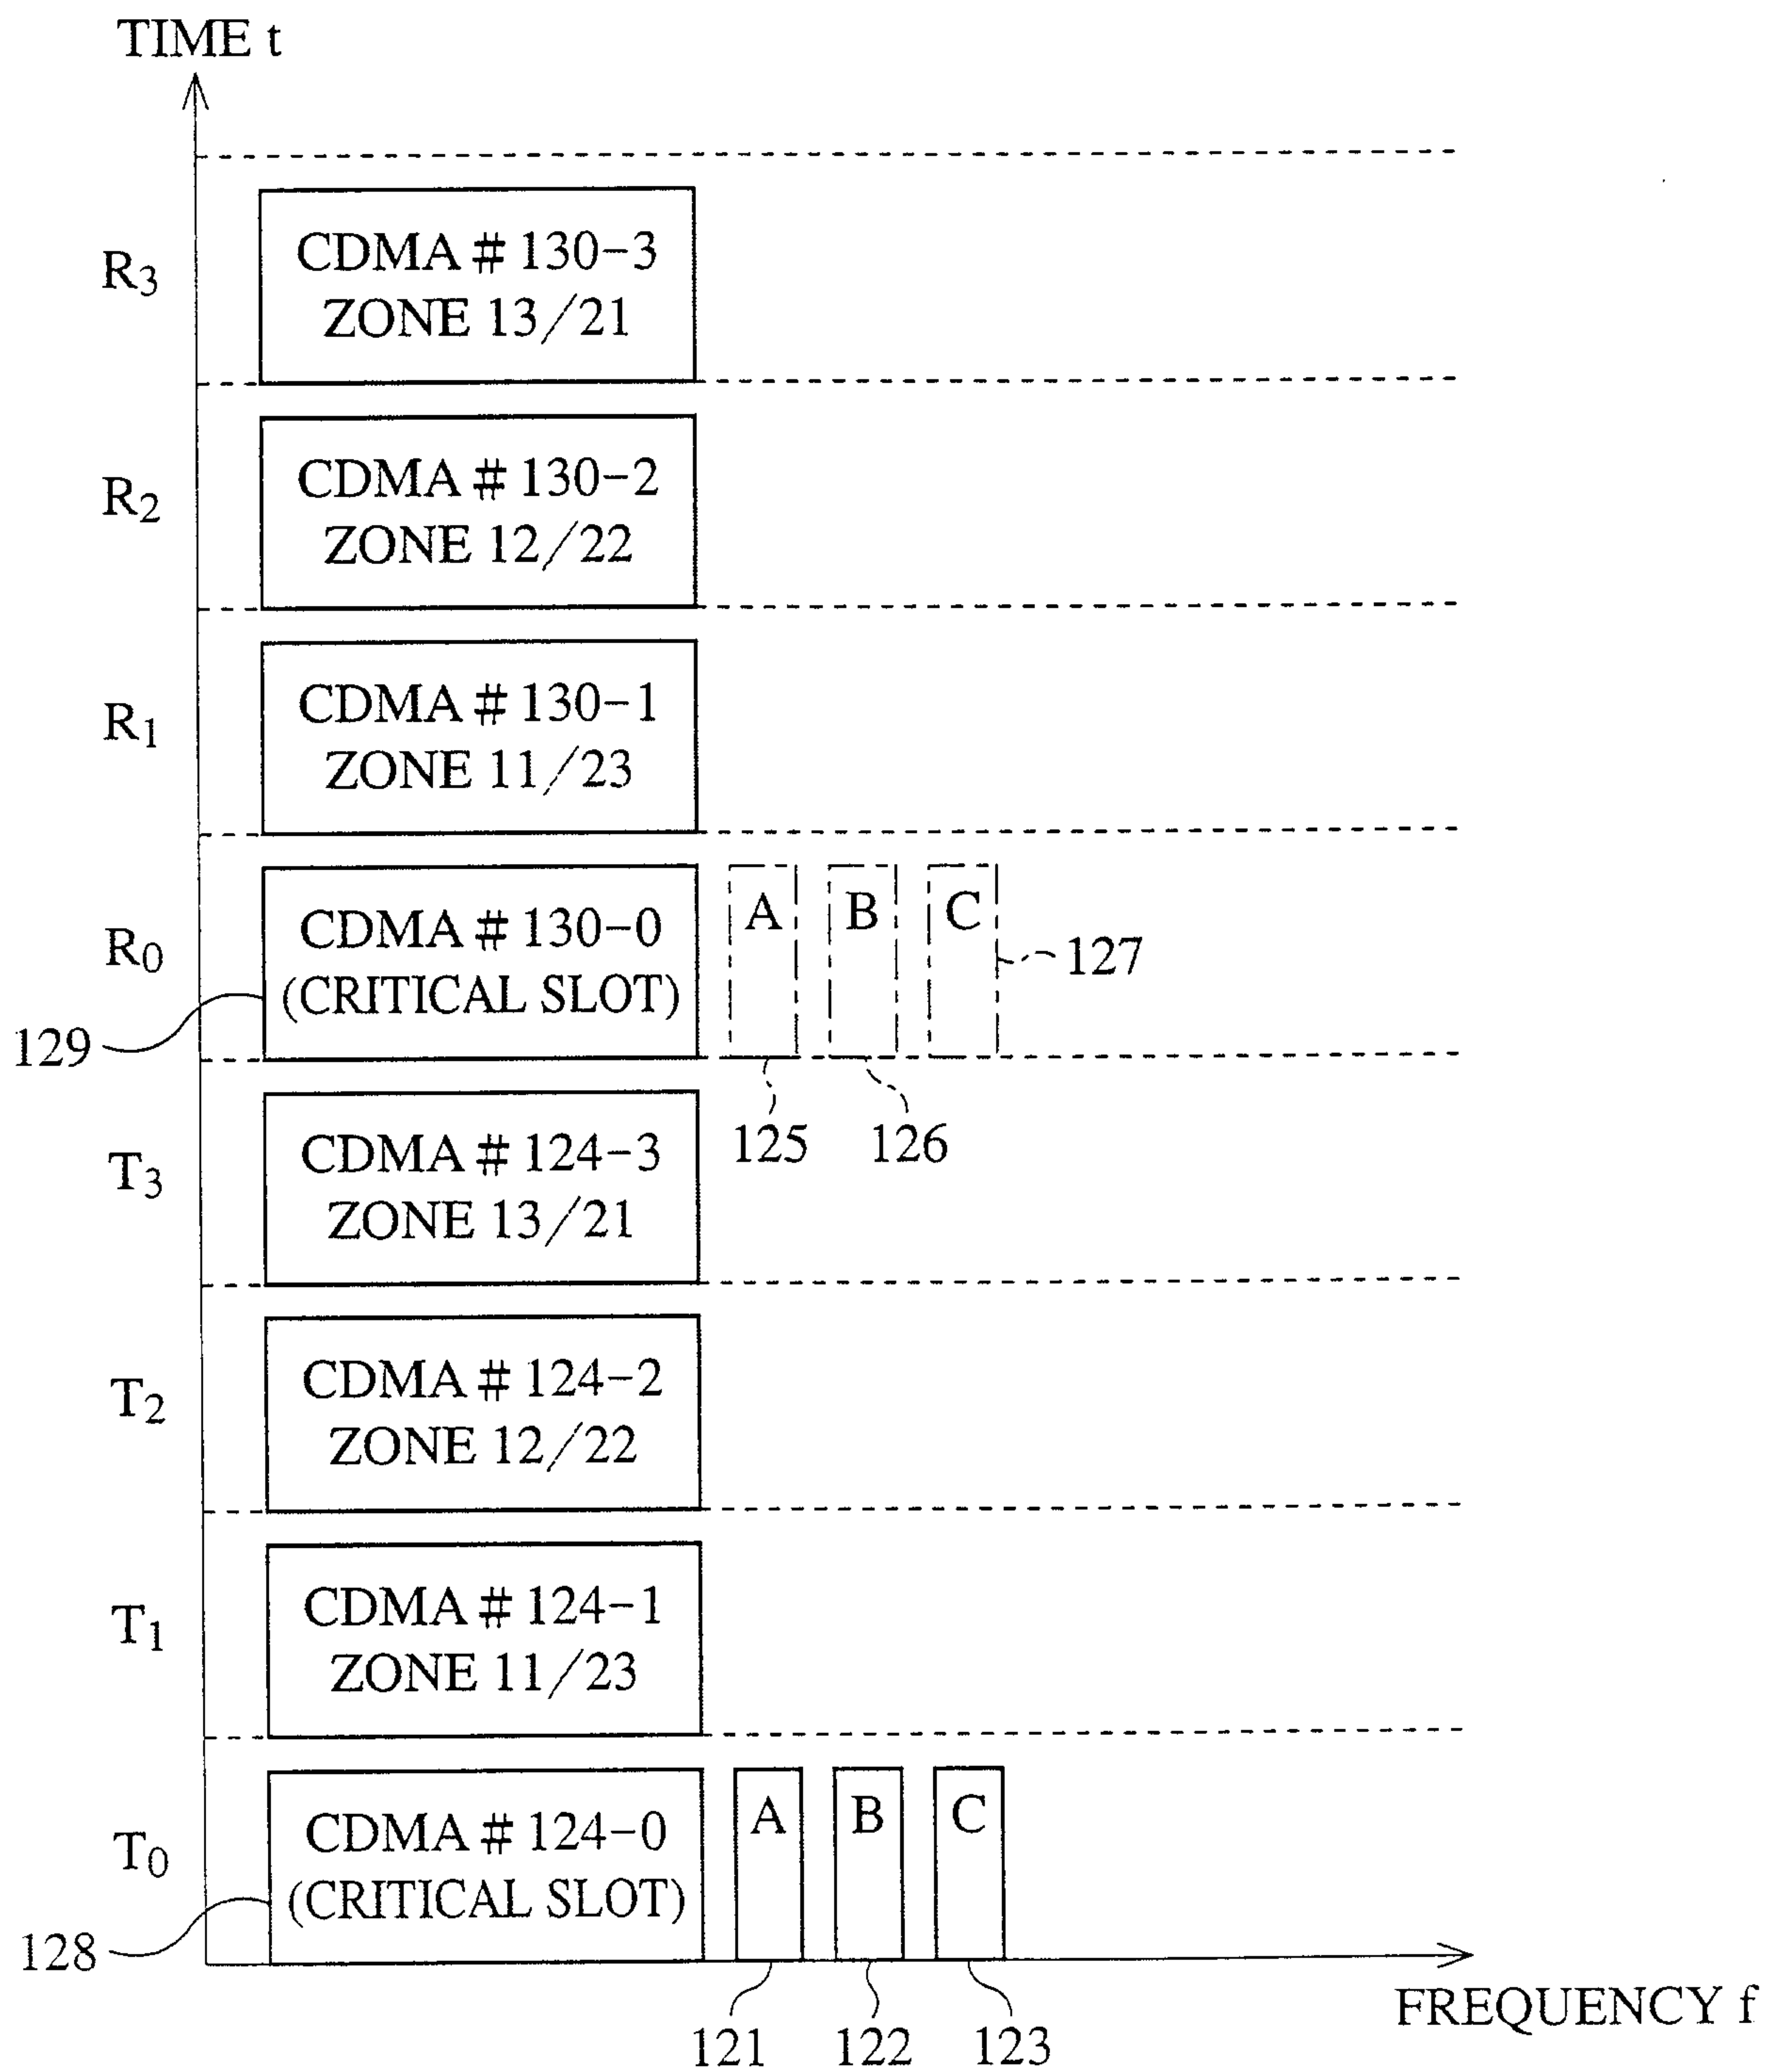 TIME t
R3
CDMA # 130-3
ZONE 13/21
R2
CDMA # 130-2
ZONE 12/22
R1
CDMA # 130-1
ZONE 11/23
R0
CDMA # 130-0
(CRITICAL SLOT)
A B C
127
129
125 126
T3
CDMA # 124-3
ZONE 13/21
T2
CDMA # 124-2
ZONE 12/22
T1
CDMA # 124-1
ZONE 11/23
T0
CDMA # 124-0
(CRITICAL SLOT)
A B C
128
121 122 123
FREQUENCY f